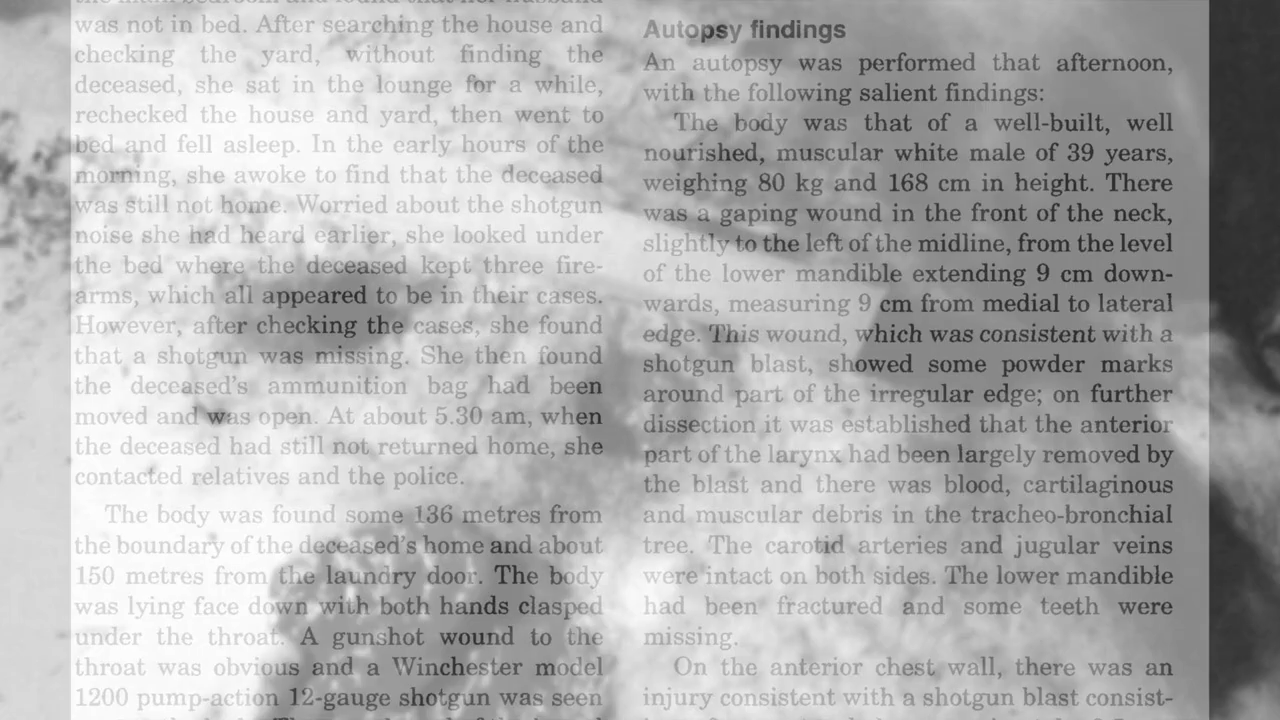 was not in bed. After searching the house and
checking the yard, without finding the
deceased, she sat in the lounge for a while,
rechecked the house and yard, then went to
bed and fell asleep. In the early hours of the
morning, she awoke to find that the deceased
was still not home. Worried about the shotgun
noise she had heard earlier, she looked under
the bed where the deceased kept three fire-
arms, which all appeared to be in their cases.
However, after checking the cases, she found
that a shotgun was missing. She then found
the deceased's ammunition bag had been
moved and was open. At about 5.30 am, when
the deceased had still not returned home, she
contacted relatives and the police.
The body was found some 136 metres from
the boundary of the deceased's home and about
150 metres from the laundry door. The body
was lying face down with both hands clasped
under the throat. A gunshot wound to the
throat was obvious and a Winchester model
1200 pump-action 12-gauge shotgun was seen
Autopsy findings
An autopsy was performed that afternoon,
with the following salient findings:
The body was that of a well-built, well
nourished, muscular white male of 39 years,
weighing 80 kg and 168 cm in height. There
was a gaping wound in the front of the neck,
slightly to the left of the midline, from the level
of the lower mandible extending 9 cm down-
wards, measuring 9 cm from medial to lateral
edge. This wound, which was consistent with a
shotgun blast, showed some powder marks
around part of the irregular edge; on further
dissection it was established that the anterior
part of the larynx had been largely removed by
the blast and there was blood, cartilaginous
and muscular debris in the tracheo-bronchial
tree. The carotid arteries and jugular veins
were intact on both sides. The lower mandible
had been fractured and some teeth were
missing.
On the anterior chest wall, there was an
injury consistent with a shotgun blast consist-